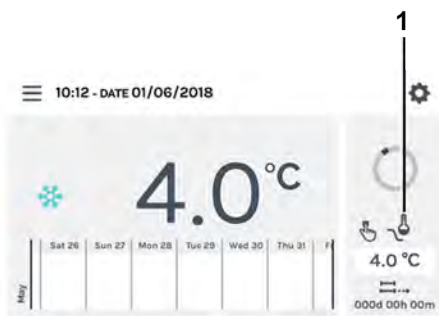 1
10:12 - DATE 01/06/2018
4.0°C
Sat 26 Sun 27 Mon 28 Tue 29 Wed 30 Thu 31 F
May
4.0 °C
000d 00h 00m